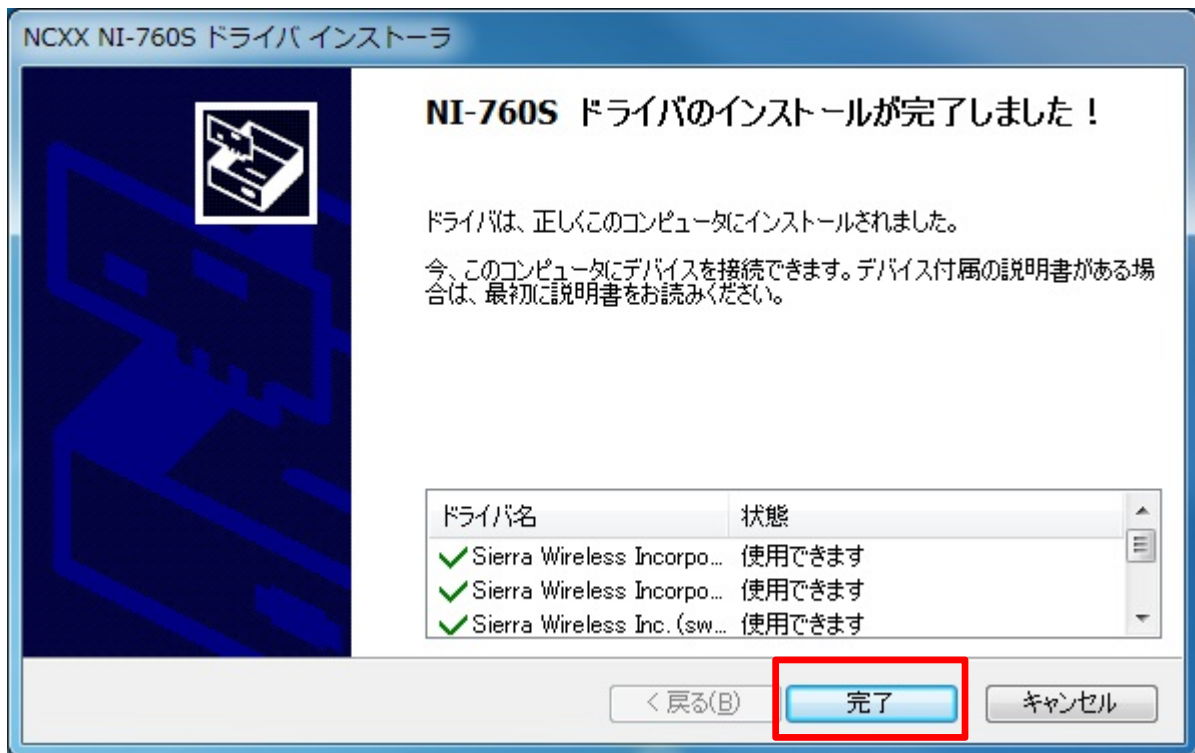 NCXX NI-760S ドライバ インストーラ
NI-760S ドライバのインストールが完了しました！
ドライバは、正しくこのコンピュータにインストールされました。
今、このコンピュータにデバイスを接続できます。デバイス付属の説明書がある場
合は、最初に説明書をお読みください。
ドライバ名 状態
Sierra Wireless Incorpo... 使用できます
Sierra Wireless Incorpo... 使用できます
Sierra Wireless Inc. (sw... 使用できます
< 戻る(B) 完了 キャンセル